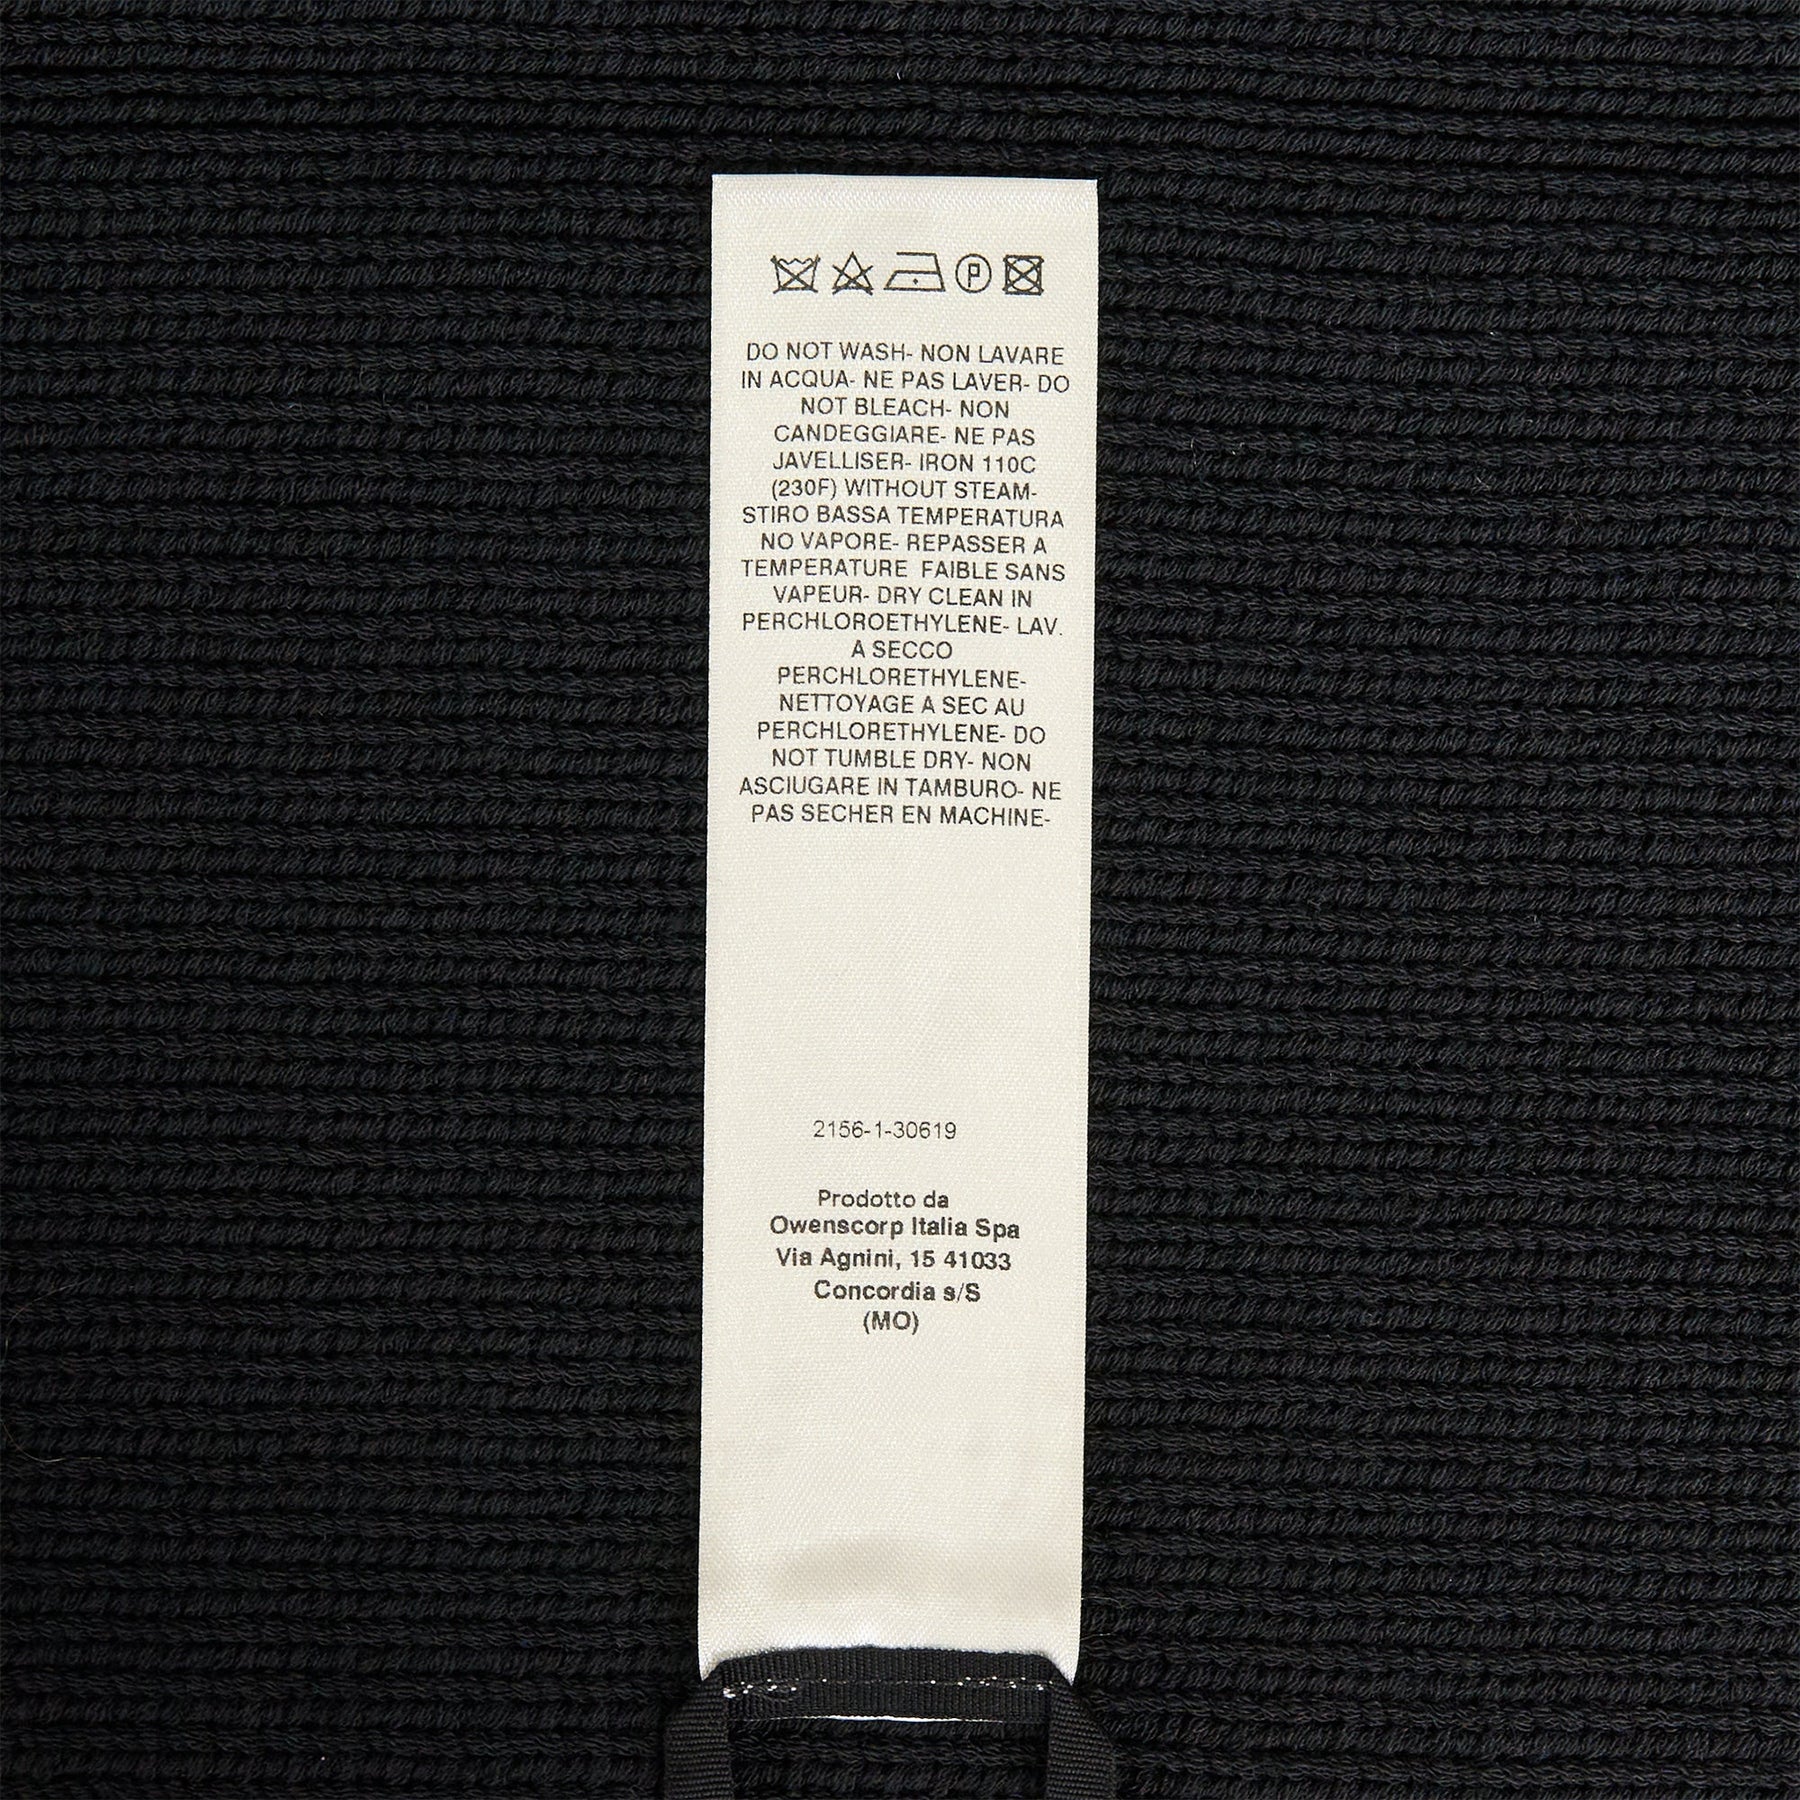 P
DO NOT WASH- NON LAVARE
IN ACQUA- NE PAS LAVER- DO
NOT BLEACH- NON
CANDEGGIARE- NE PAS
JAVELLISER- IRON 110C
(230F) WITHOUT STEAM-
STIRO BASSA TEMPERATURA
NO VAPORE- REPASSER A
TEMPERATURE FAIBLE SANS
VAPEUR- DRY CLEAN IN
PERCHLOROETHYLENE- LAV.
A SECCO
PERCHLORETHYLENE-
NETTOYAGE A SEC AU
PERCHLORETHYLENE- DO
NOT TUMBLE DRY- NON
ASCIUGARE IN TAMBURO- NE
PAS SECHER EN MACHINE-
2156-1-30619
Prodotto da
Owenscorp Italia Spa
Via Agnini, 15 41033
Concordia s/S
(MO)